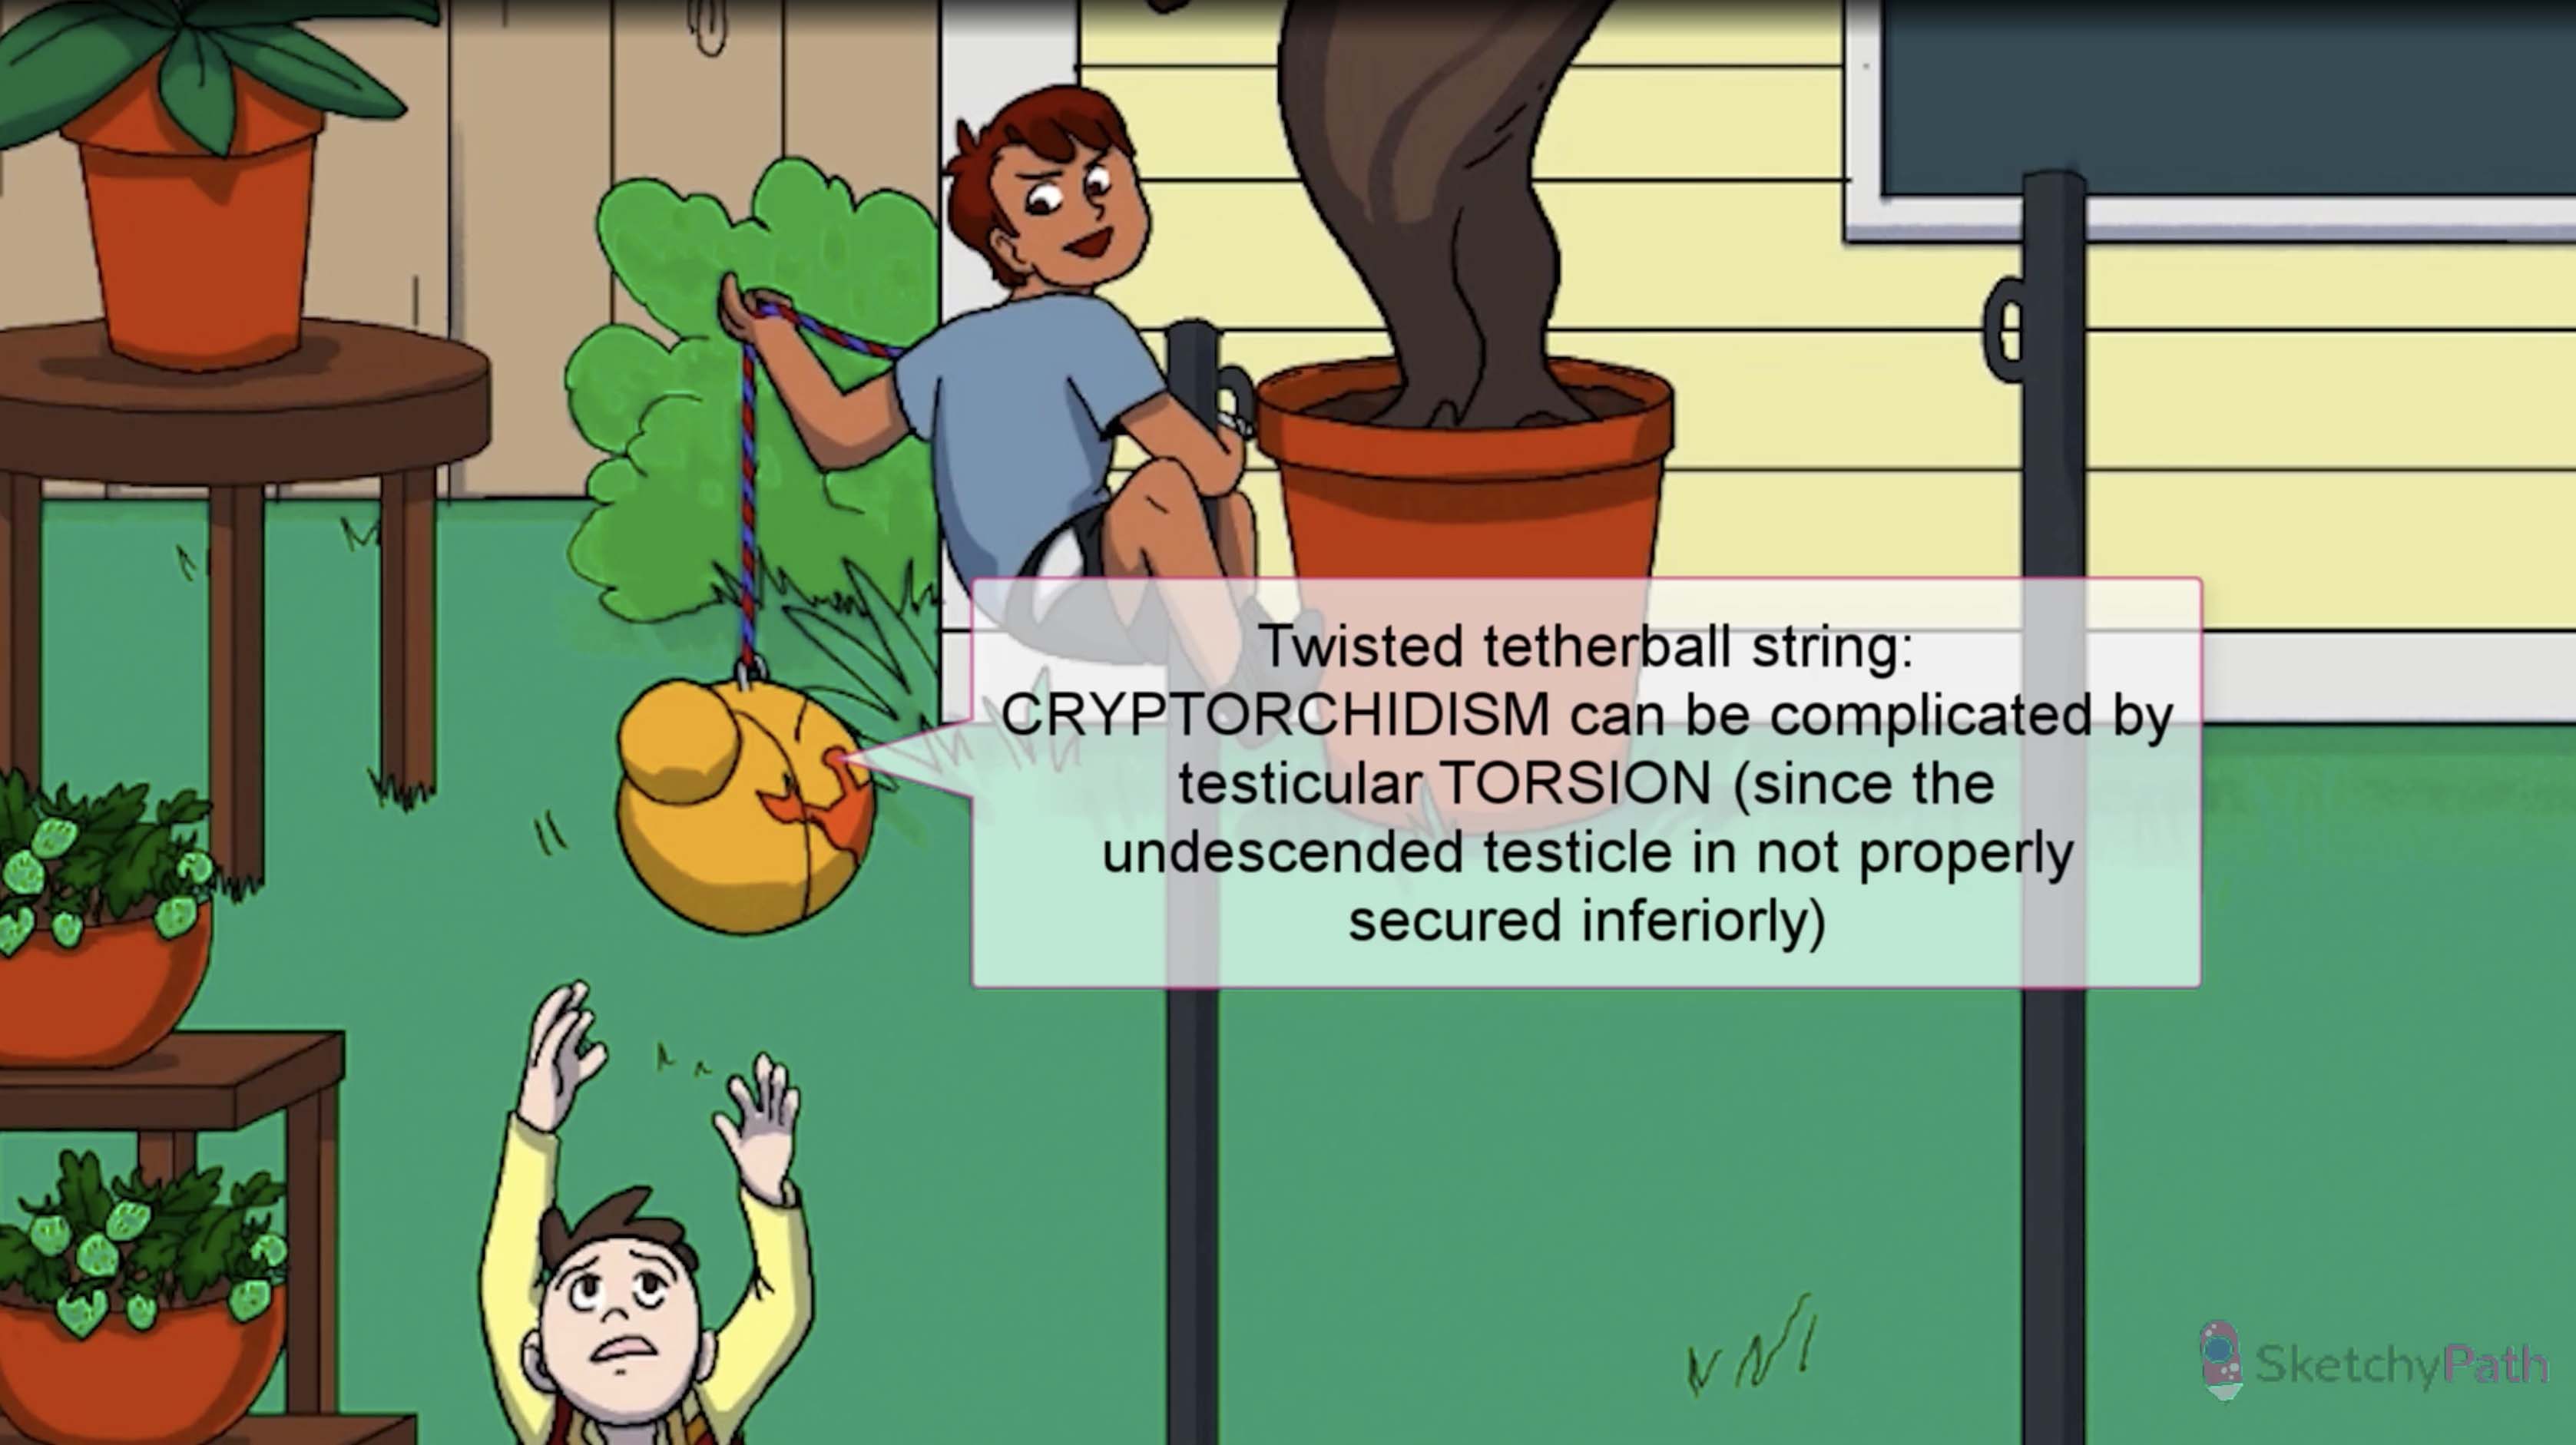 Twisted tetherball string:
CRYPTORCHIDISM can be complicated by
testicular TORSION (since the
undescended testicle in not properly
secured inferiorly)
SketchyPath